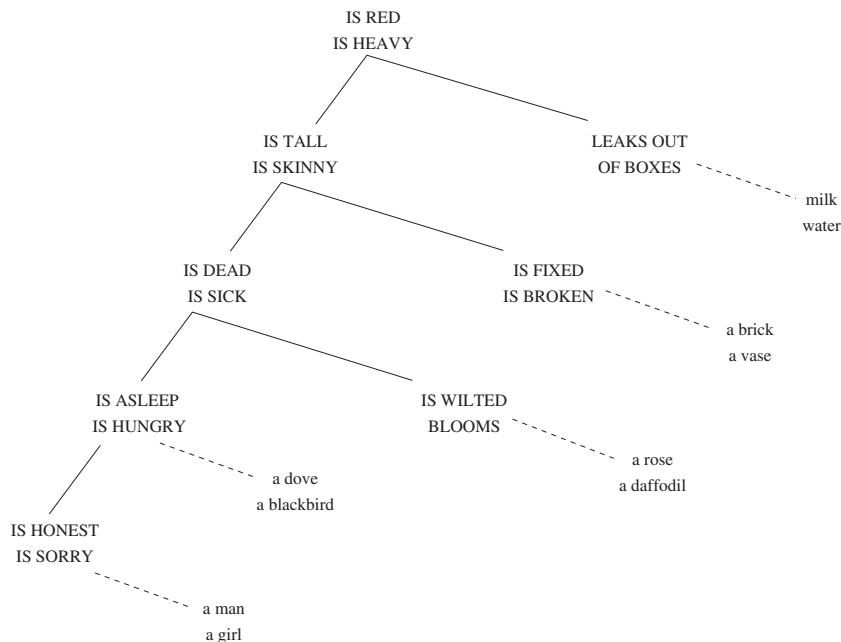 IS RED
IS HEAVY
IS TALL
IS SKINNY
LEAKS OUT
OF BOXES
milk
water
IS DEAD
IS SICK
IS FIXED
IS BROKEN
a brick
a vase
IS ASLEEP
IS HUNGRY
IS WILTED
BLOOMS
a dove
a blackbird
a rose
a daffodil
IS HONEST
IS SORRY
a man
a girl